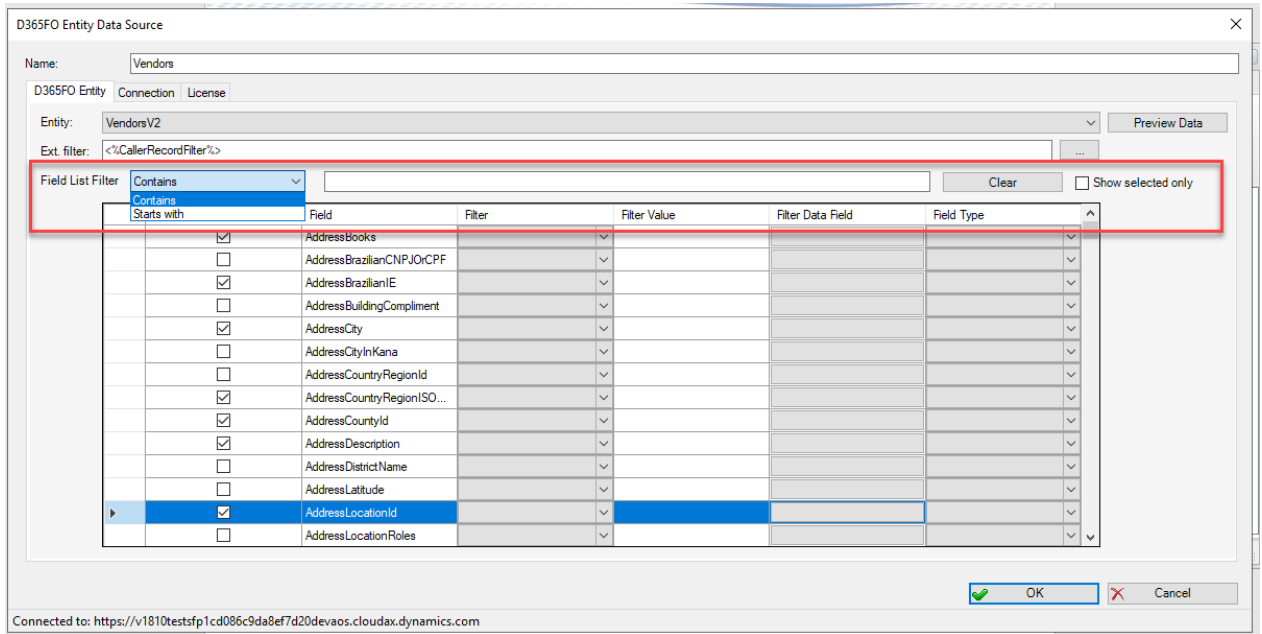 D365FO Entity Data Source
Name: Vendors
D365FO Entity Connection License
Entity: VendorsV2 Preview Data
Ext. filter: <%CallerRecordFilter%> ...
Field List Filter Contains Clear Show selected only
Contains
Starts with
Field Filter Filter Value Filter Data Field Field Type
AddressBooks
AddressBrazilianCNPJOrCPF
AddressBrazilianIE
AddressBuildingCompliment
AddressCity
AddressCityInKana
AddressCountryRegionId
AddressCountryRegionISO...
AddressCountyId
AddressDescription
AddressDistrictName
AddressLatitude
AddressLocationId
AddressLocationRoles
OK Cancel
Connected to: https://v1810testsfp1cd086c9da8ef7d20devaos.cloudax.dynamics.com